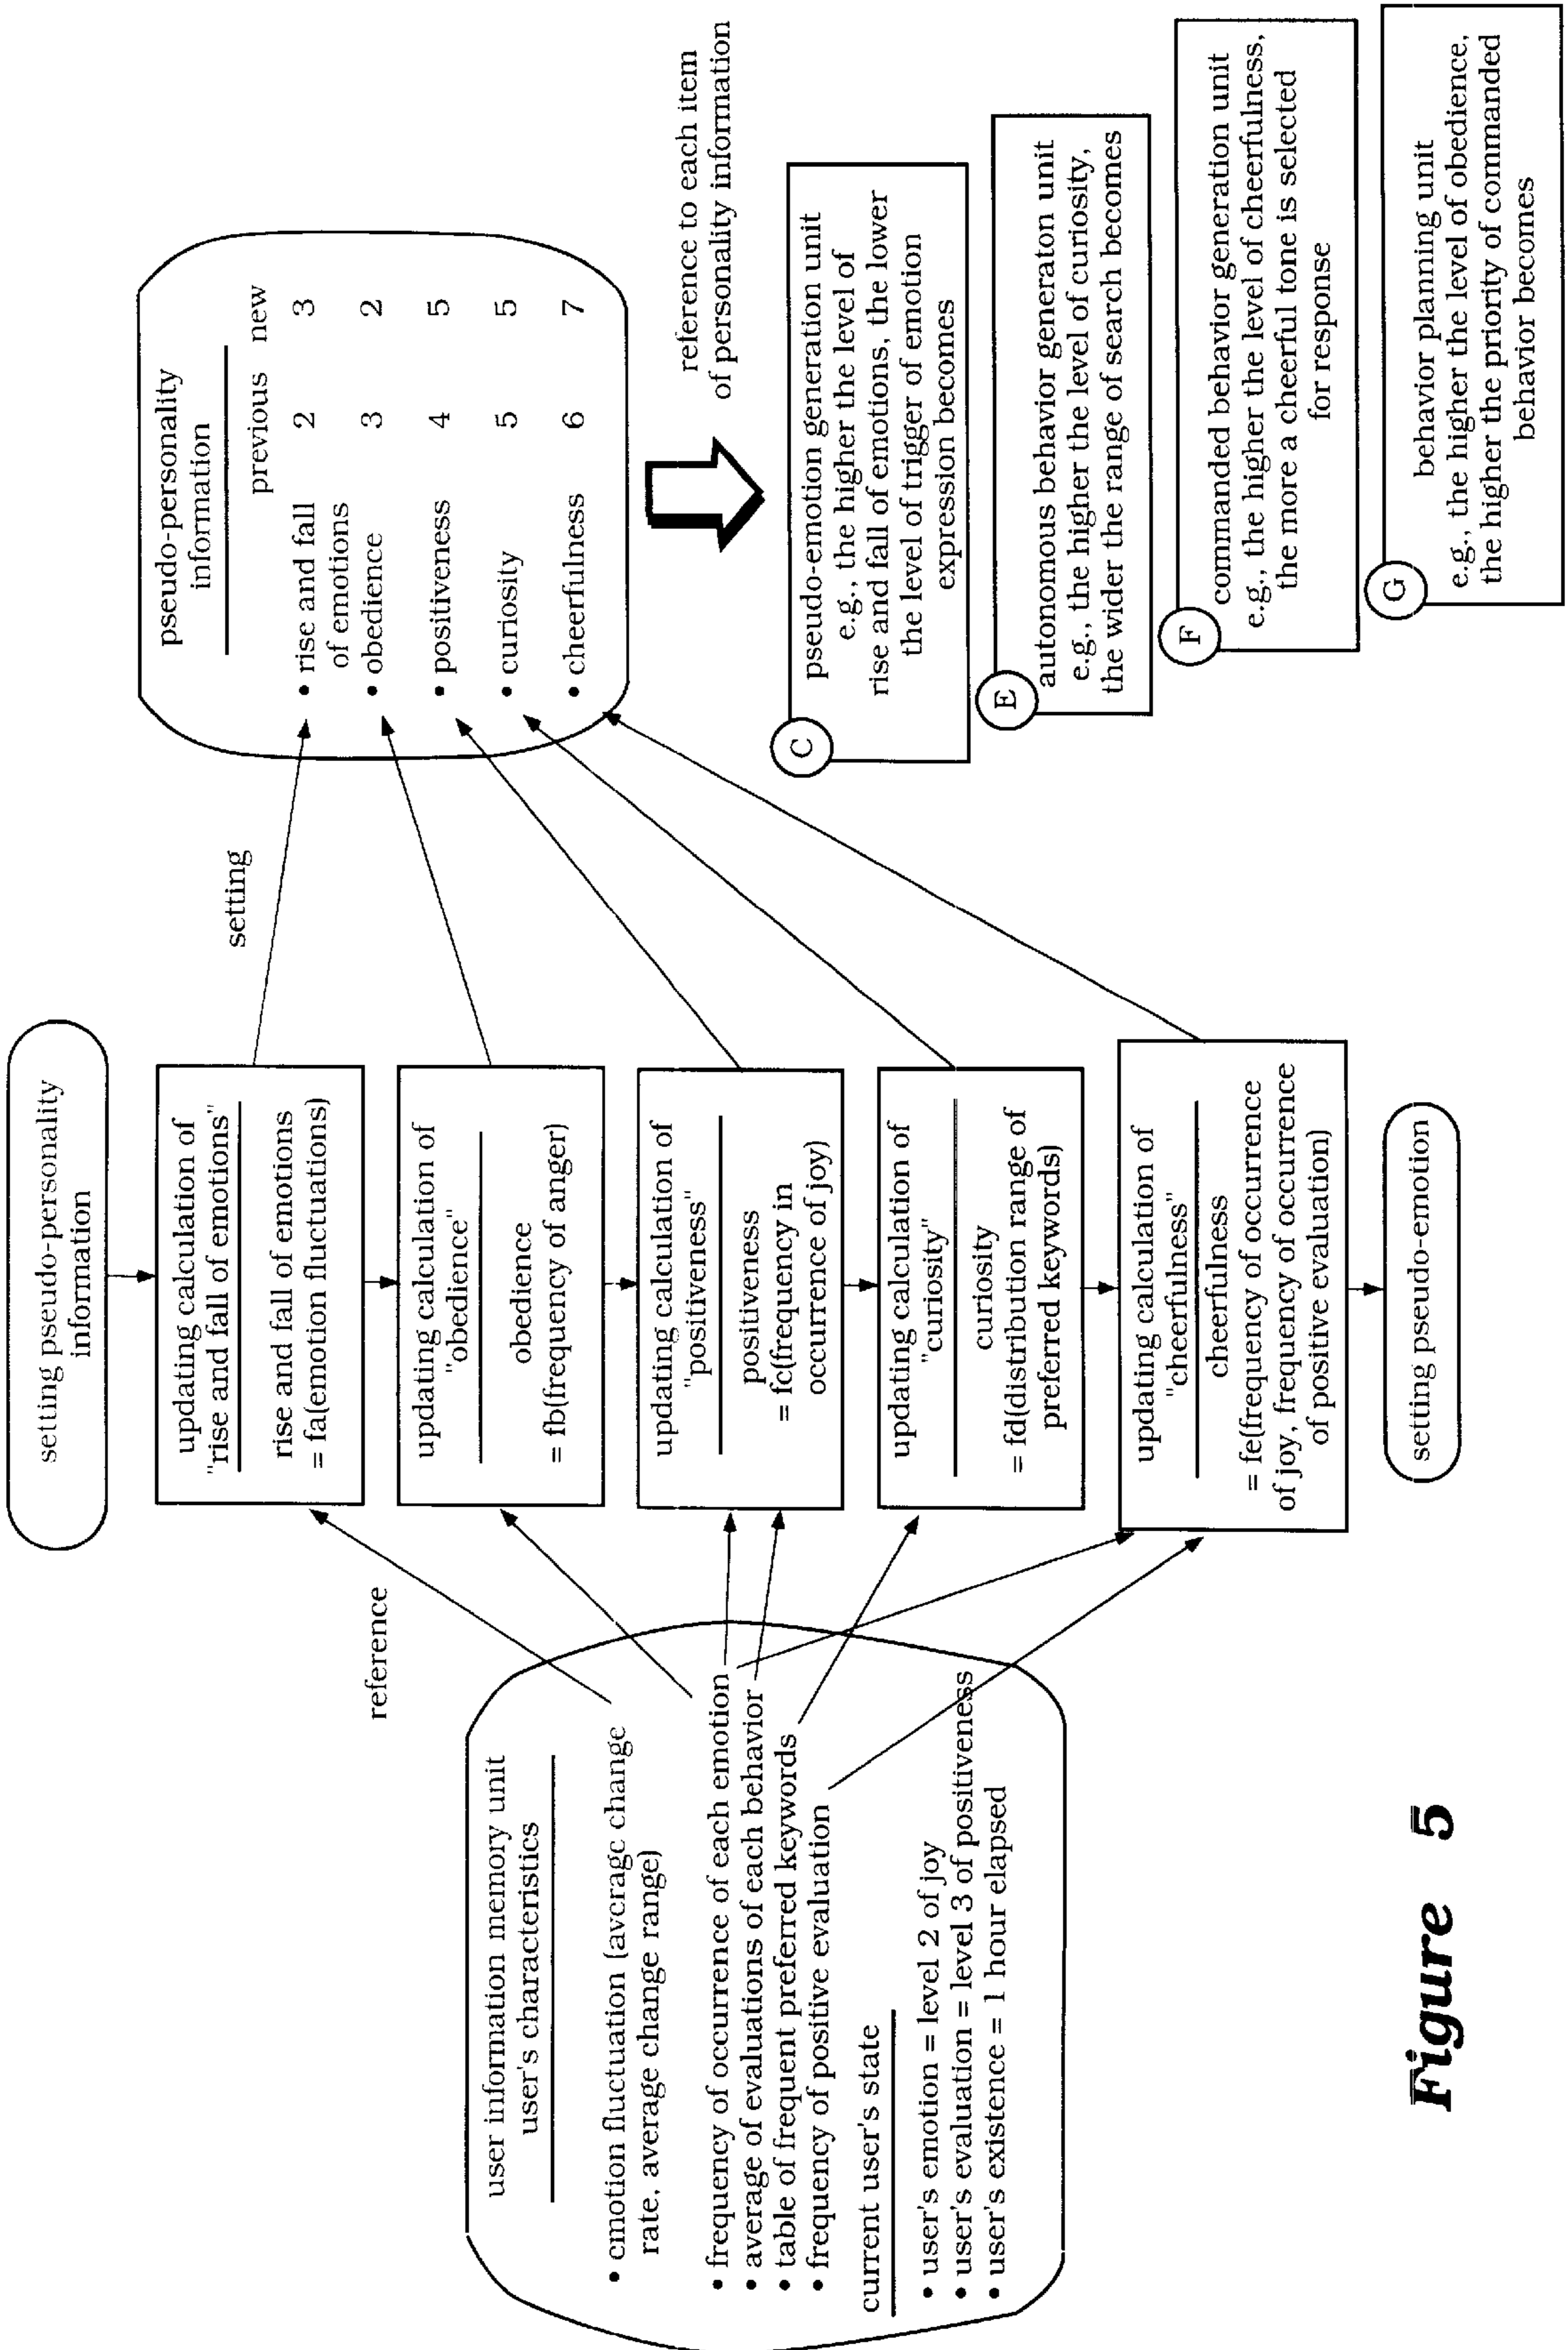 setting pseudo-personality
information
updating calculation of
"rise and fall of emotions"
rise and fall of emotions
= fa(emotion fluctuations)
updating calculation of
"obedience"
obedience
= fb(frequency of anger)
updating calculation of
"positiveness"
positiveness
= fc(frequency in
occurrence of joy)
updating calculation of
"curiosity"
curiosity
= fd(distribution range of
preferred keywords)
updating calculation of
"cheerfulness"
cheerfulness
= fe(frequency of occurrence
of joy, frequency of occurrence
of positive evaluation)
setting pseudo-emotion
reference
setting
user information memory unit
user's characteristics
• emotion fluctuation (average change
rate, average change range)
• frequency of occurrence of each emotion
• average of evaluations of each behavior
• table of frequent preferred keywords
• frequency of positive evaluation
current user's state
• user's emotion = level 2 of joy
• user's evaluation = level 3 of positiveness
• user's existence = 1 hour elapsed
pseudo-personality
information
previous new
• rise and fall 2 3
of emotions
• obedience 3 2
• positiveness 4 5
• curiosity 5 5
• cheerfulness 6 7
reference to each item
of personality information
C
pseudo-emotion generation unit
e.g., the higher the level of
rise and fall of emotions, the lower
the level of trigger of emotion
expression becomes
E
autonomous behavior generaton unit
e.g., the higher the level of curiosity,
the wider the range of search becomes
F
commanded behavior generation unit
e.g., the higher the level of cheerfulness,
the more a cheerful tone is selected
for response
G
behavior planning unit
e.g., the higher the level of obedience,
the higher the priority of commanded
behavior becomes
Figure 5